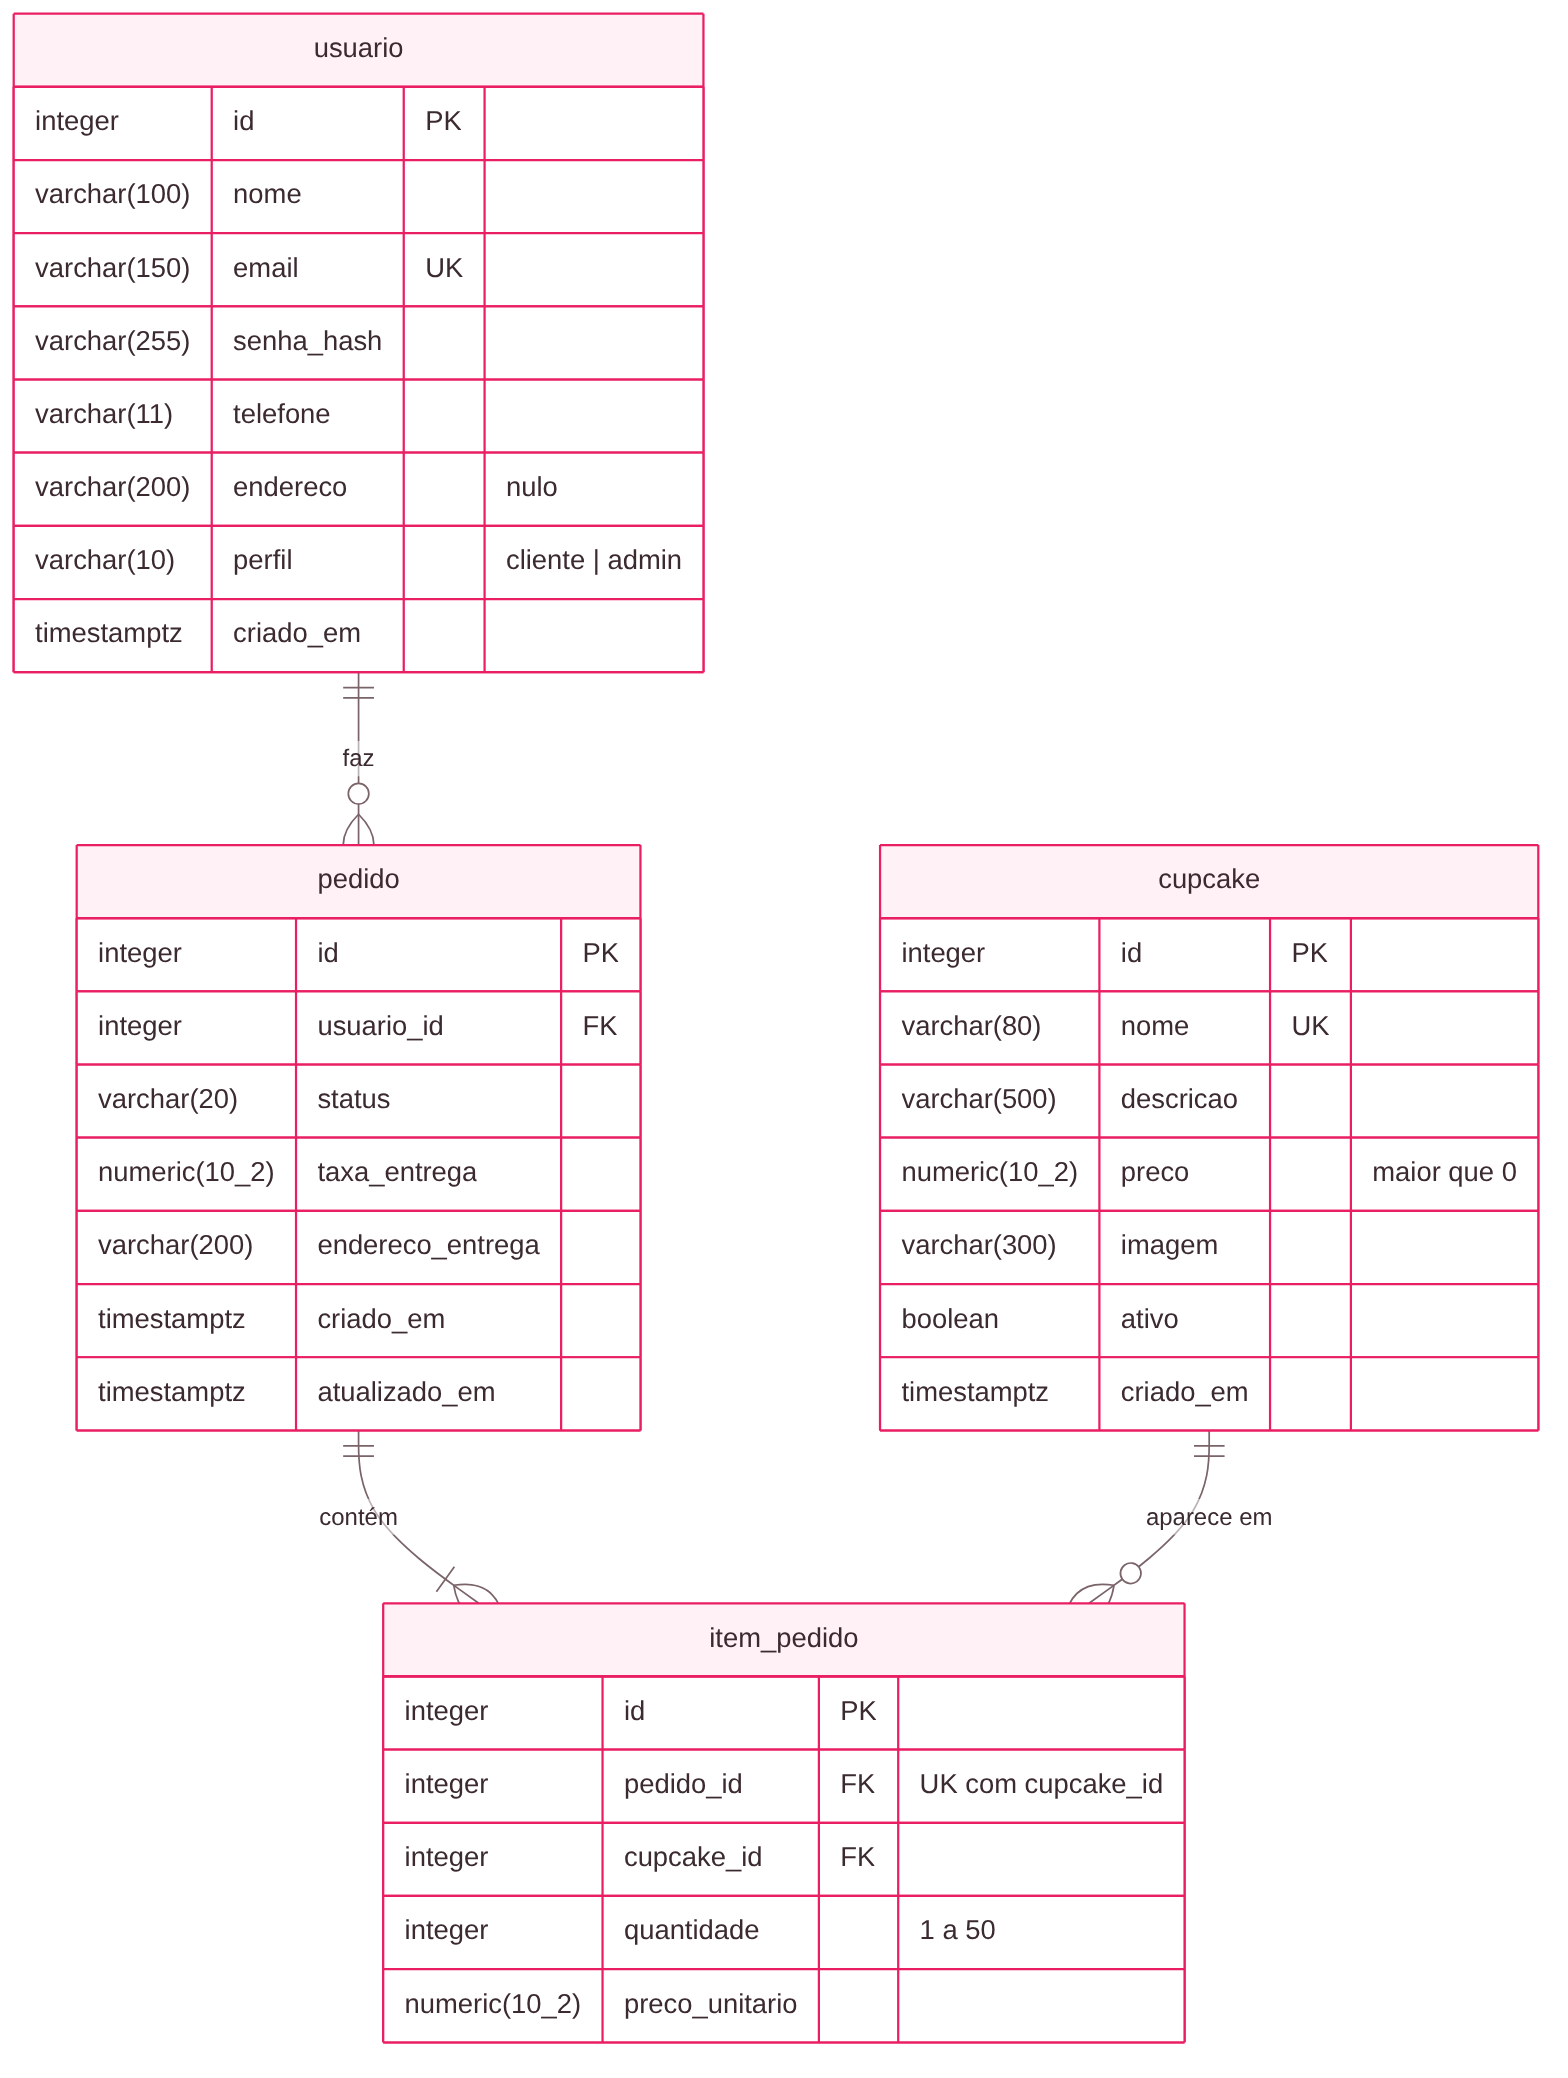 usuario
integer id PK
varchar(100) nome
varchar(150) email UK
varchar(255) senha_hash
varchar(11) telefone
varchar(200) endereco nulo
varchar(10) perfil cliente | admin
timestamptz criado_em
faz
pedido
integer id PK
integer usuario_id FK
varchar(20) status
numeric(10_2) taxa_entrega
varchar(200) endereco_entrega
timestamptz criado_em
timestamptz atualizado_em
cupcake
integer id PK
varchar(80) nome UK
varchar(500) descricao
numeric(10_2) preco maior que 0
varchar(300) imagem
boolean ativo
timestamptz criado_em
contém
aparece em
item_pedido
integer id PK
integer pedido_id FK UK com cupcake_id
integer cupcake_id FK
integer quantidade 1 a 50
numeric(10_2) preco_unitario